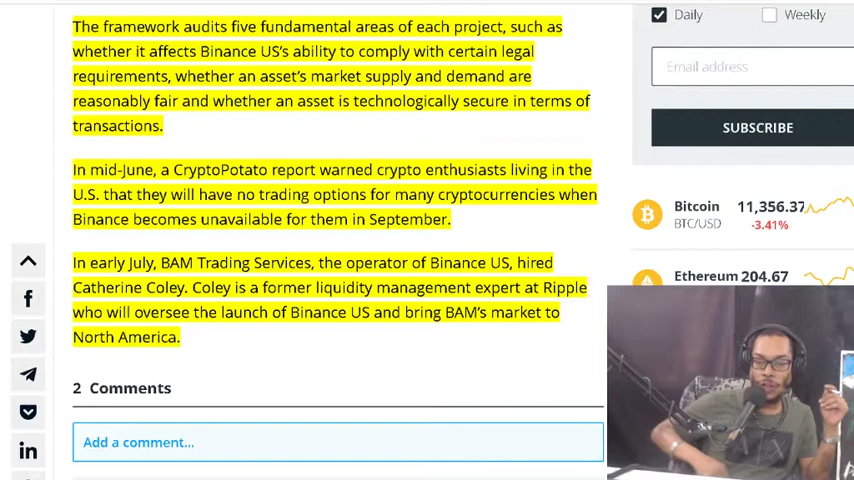 The framework audits five fundamental areas of each project, such as
whether it affects Binance US's ability to comply with certain legal
requirements, whether an asset's market supply and demand are
reasonably fair and whether an asset is technologically secure in terms of
transactions.
In mid-June, a CryptoPotato report warned crypto enthusiasts living in the
U.S. that they will have no trading options for many cryptocurrencies when
Binance becomes unavailable for them in September.
In early July, BAM Trading Services, the operator of Binance US, hired
Catherine Coley. Coley is a former liquidity management expert at Ripple
who will oversee the launch of Binance US and bring BAM's market to
North America.
2 Comments
Add a comment...
Daily Weekly
Email address
SUBSCRIBE
Bitcoin 11,356.37
BTC/USD -3.41%
Ethereum 204.67